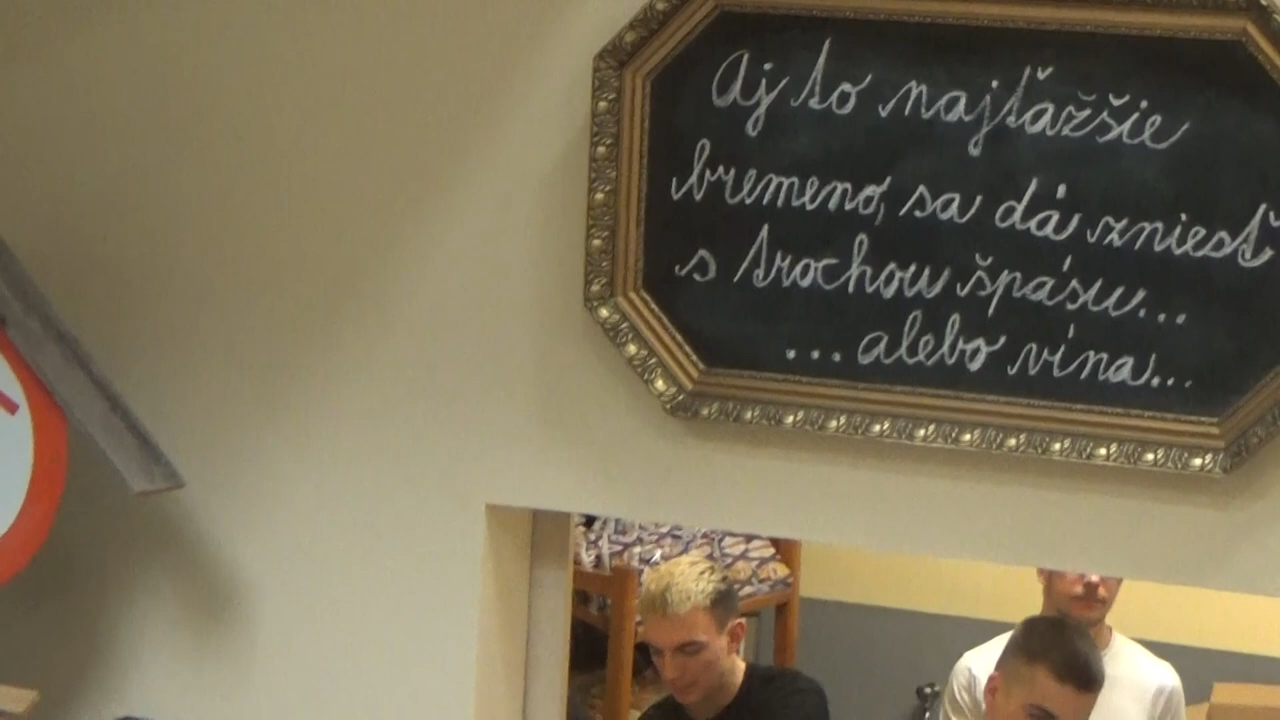 Aj to najťažšie
bremeno, sa dá zniesť
s trochou špásu...
...alebo vína...